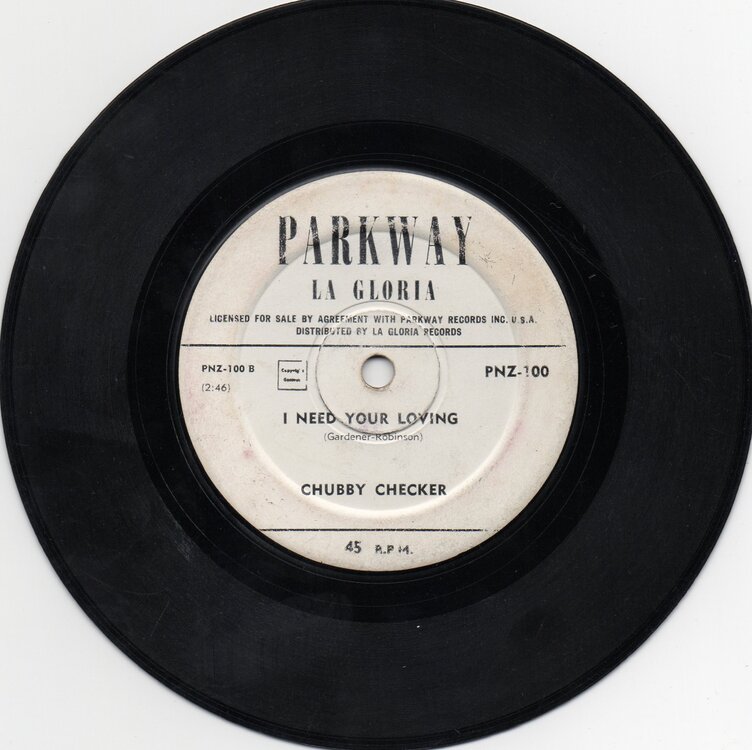 PARKWAY
LA GLORIA
LICENSED FOR SALE BY AGREEMENT WITH PARKWAY RECORDS INC. U.S.A.
DISTRIBUTED BY LA GLORIA RECORDS
PNZ-100 B
(2:46)
PNZ-100
I NEED YOUR LOVING
(Gardener-Robinson)
CHUBBY CHECKER
45 R.P.M.